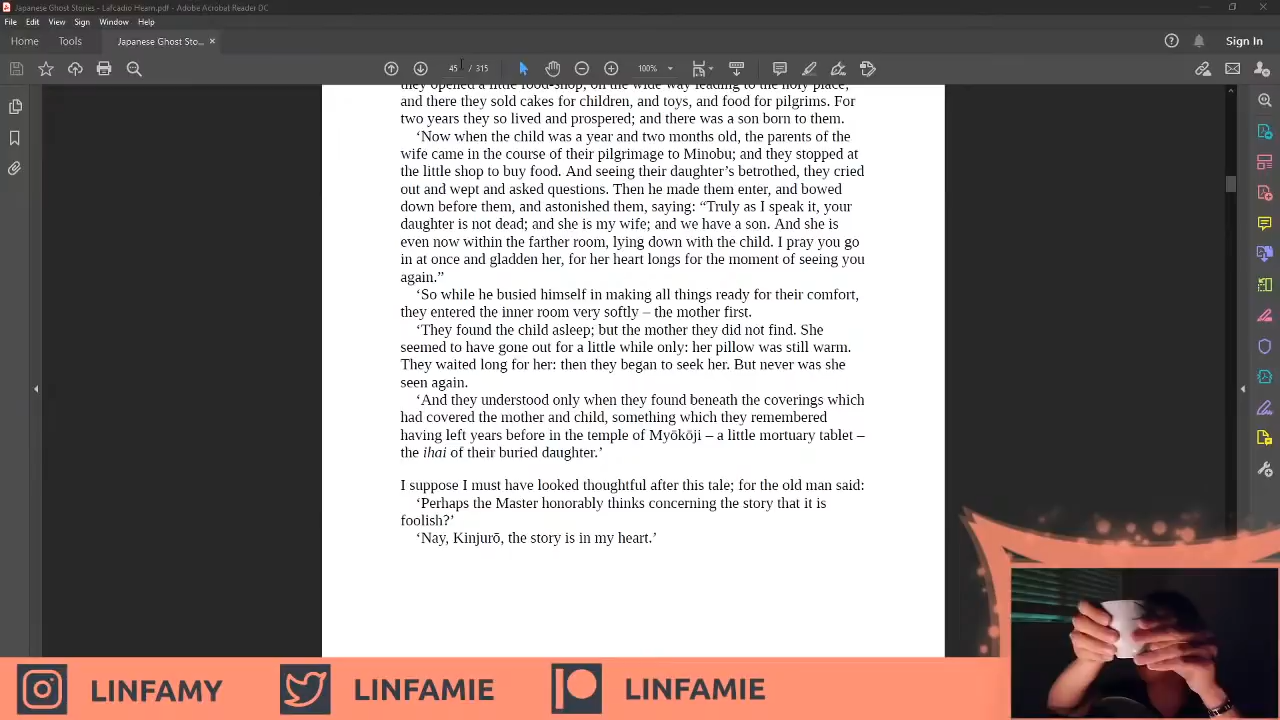 Japanese Ghost Stories - Lafcadio Hearn.pdf - Adobe Acrobat Reader DC
File Edit View Sign Window Help
Home Tools Japanese Ghost Sto... × Sign In
45 / 315 100%
they opened a little food-shop, on the wide way leading to the holy place;
and there they sold cakes for children, and toys, and food for pilgrims. For
two years they so lived and prospered; and there was a son born to them.
‘Now when the child was a year and two months old, the parents of the
wife came in the course of their pilgrimage to Minobu; and they stopped at
the little shop to buy food. And seeing their daughter’s betrothed, they cried
out and wept and asked questions. Then he made them enter, and bowed
down before them, and astonished them, saying: “Truly as I speak it, your
daughter is not dead; and she is my wife; and we have a son. And she is
even now within the farther room, lying down with the child. I pray you go
in at once and gladden her, for her heart longs for the moment of seeing you
again.”
‘So while he busied himself in making all things ready for their comfort,
they entered the inner room very softly – the mother first.
‘They found the child asleep; but the mother they did not find. She
seemed to have gone out for a little while only: her pillow was still warm.
They waited long for her: then they began to seek her. But never was she
seen again.
‘And they understood only when they found beneath the coverings which
had covered the mother and child, something which they remembered
having left years before in the temple of Myōkōji – a little mortuary tablet –
the ihai of their buried daughter.’
I suppose I must have looked thoughtful after this tale; for the old man said:
‘Perhaps the Master honorably thinks concerning the story that it is
foolish?’
‘Nay, Kinjurō, the story is in my heart.’
LINFAMY LINFAMIE LINFAMIE